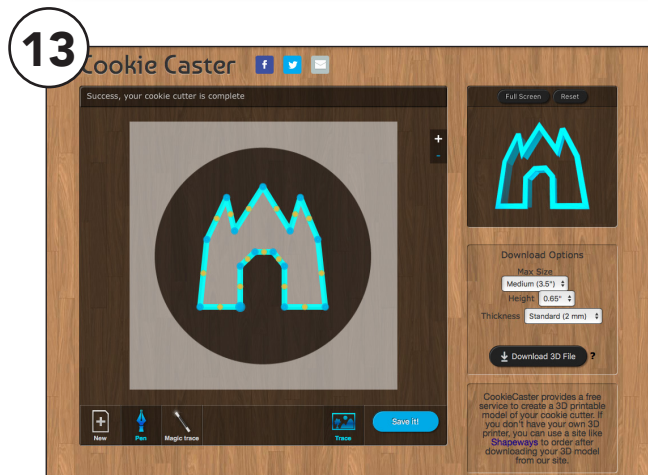 13
Cookie Caster
f
Success, your cookie cutter is complete
+
-
Full Screen Reset
Download Options
Max Size
Medium (3.5")
Height 0.65"
Thickness Standard (2 mm)
Download 3D File ?
New Pen Magic trace Trace Save it!
CookieCaster provides a free
service to create a 3D printable
model of your cookie cutter. If
you don't have your own 3D
printer, you can use a site like
Shapeways to order after
downloading your 3D model
from our site.